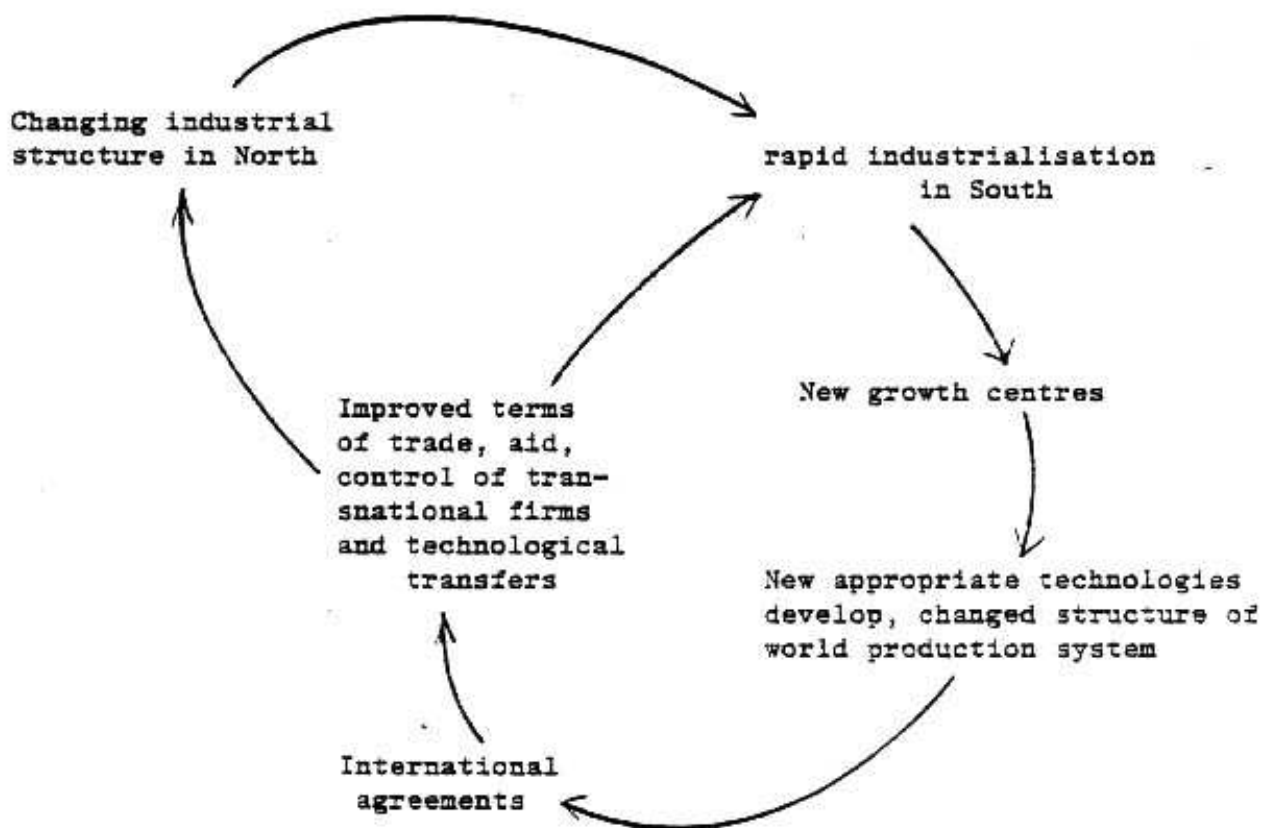 Changing industrial
structure in North
rapid industrialisation
in South
New growth centres
Improved terms
of trade, aid,
control of tran-
snational firms
and technological
transfers
New appropriate technologies
develop, changed structure of
world production system
International
agreements